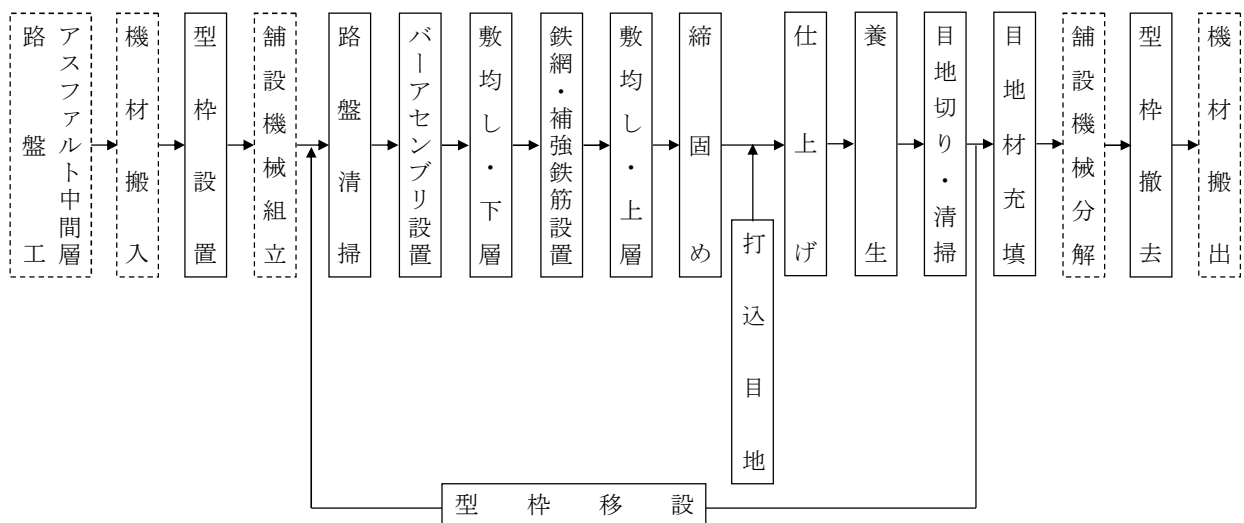 路盤工
アスファルト中間層
機材搬入
型枠設置
舗設機械組立
路盤清掃
バーアセンブリ設置
敷均し・下層
鉄網・補強鉄筋設置
敷均し・上層
締固め
打込目地
仕上げ
養生
目地切り・清掃
目地材充填
舗設機械分解
型枠撤去
機材搬出
型枠移設